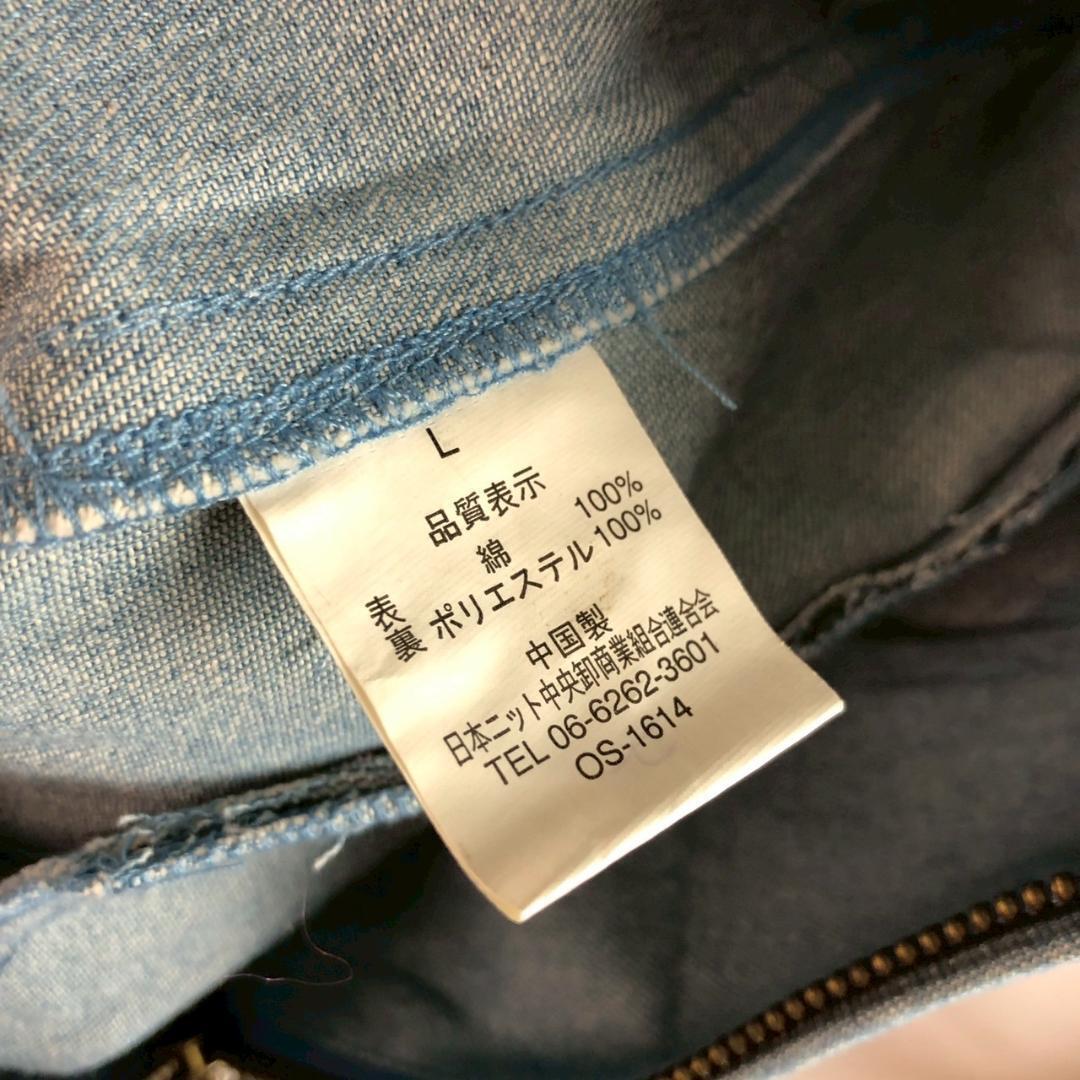 L
品質表示
表 綿 100%
裏 ポリエステル 100%
中国製
日本ニット中央卸商業組合連合会
TEL 06-6262-3601
OS-1614